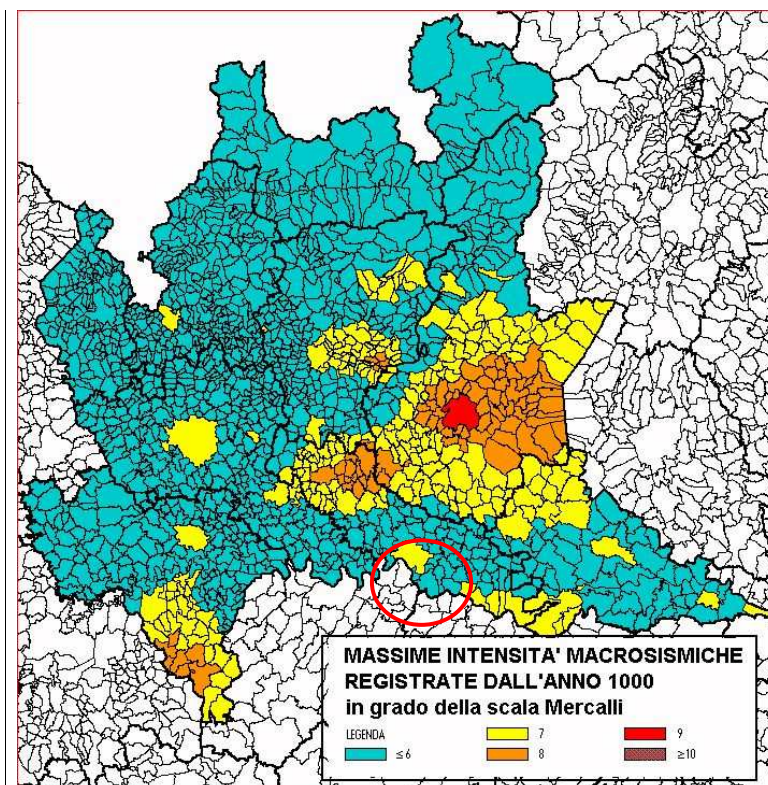 MASSIME INTENSITA' MACROSISMICHE
REGISTRATE DALL'ANNO 1000
in grado della scala Mercalli
LEGENDA
≤6
7
8
9
≥10